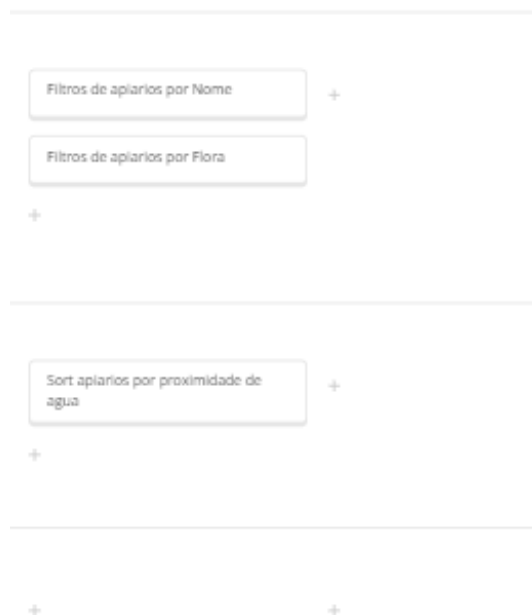 Filtros de apiarios por Nome
+
Filtros de apiarios por Flora
+
Sort apiarios por proximidade de
agua
+
+
+
+